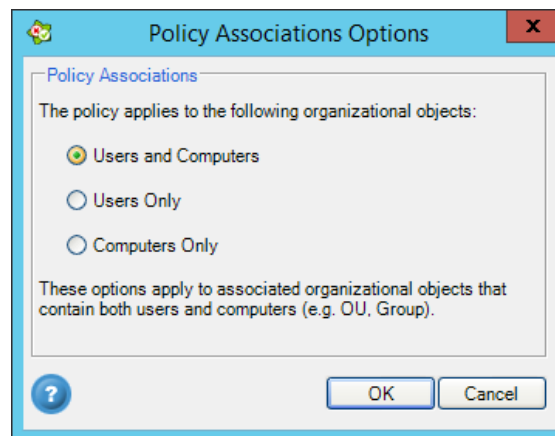 Policy Associations Options
x
Policy Associations
The policy applies to the following organizational objects:
Users and Computers
Users Only
Computers Only
These options apply to associated organizational objects that
contain both users and computers (e.g. OU, Group).
?
OK
Cancel